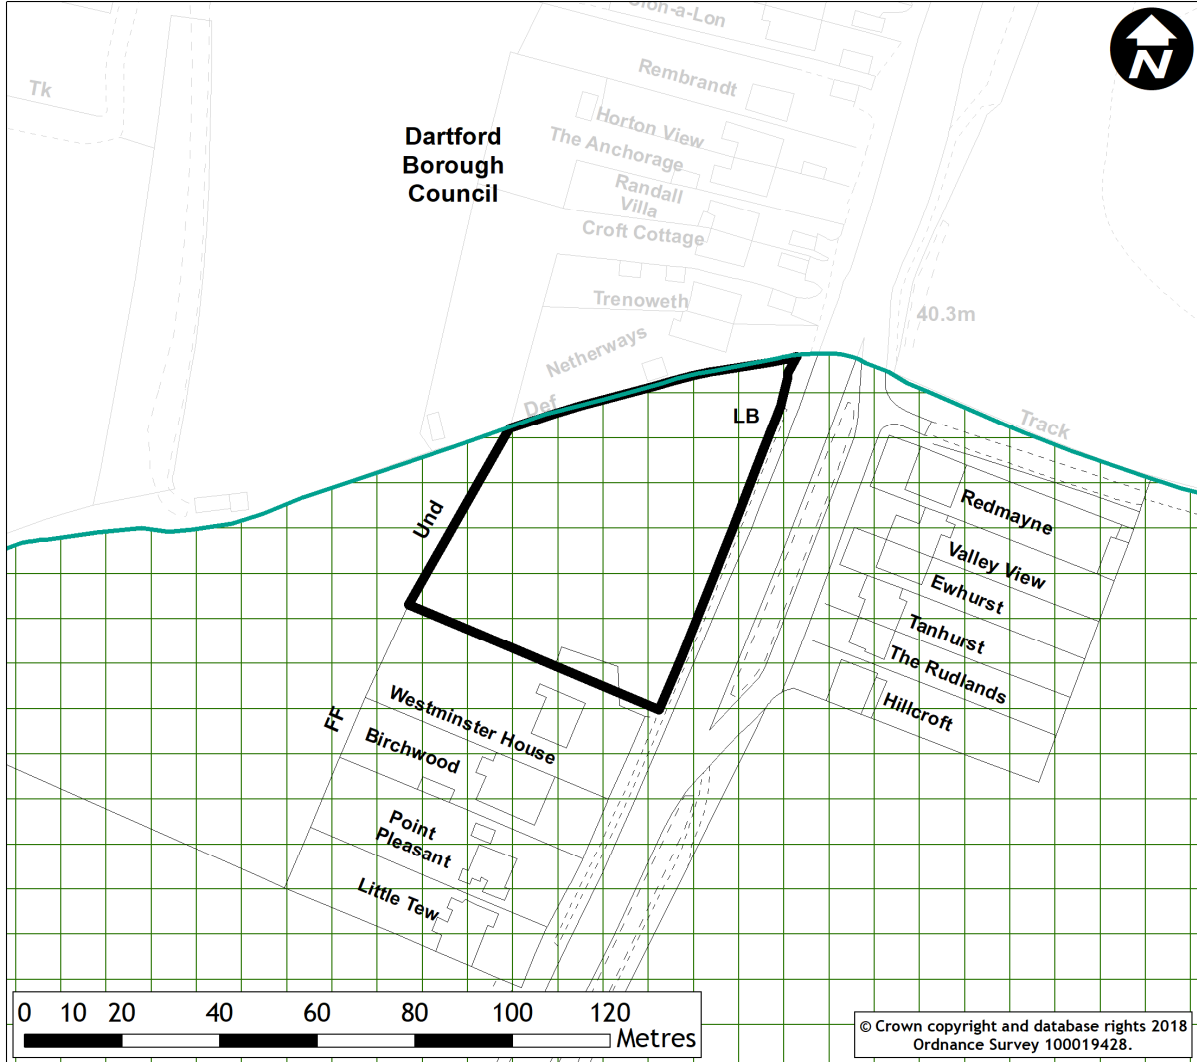 N
Rembrandt
Tk
Horton View
The Anchorage
Dartford
Borough
Council
Randall
Villa
Croft Cottage
Trenoweth
40.3m
Netherways
Def
LB
Track
Und
Redmayne
Valley View
Ewhurst
Tanhurst
The Rudlands
Hillcroft
Westminster House
FF
Birchwood
Point
Pleasant
Little Tew
0 10 20 40 60 80 100 120
Metres
© Crown copyright and database rights 2018
Ordnance Survey 100019428.